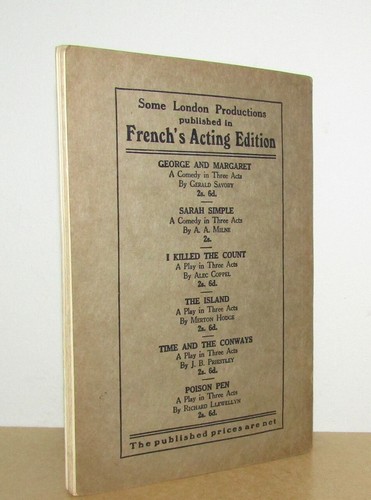 Some London Productions
published in
French's Acting Edition
GEORGE AND MARGARET
A Comedy in Three Acts
By GERALD SAVORY
2s. 6d.
SARAH SIMPLE
A Comedy in Three Acts
By A. A. MILNE
2s.
I KILLED THE COUNT
A Play in Three Acts
By ALEC COPPEL
2s. 6d.
THE ISLAND
A Play in Three Acts
By MERTON HODGE
2s. 6d.
TIME AND THE CONWAYS
A Play in Three Acts
By J. B. PRIESTLEY
2s. 6d.
POISON PEN
A Play in Three Acts
By RICHARD LLEWELLYN
2s. 6d.
The published prices are net